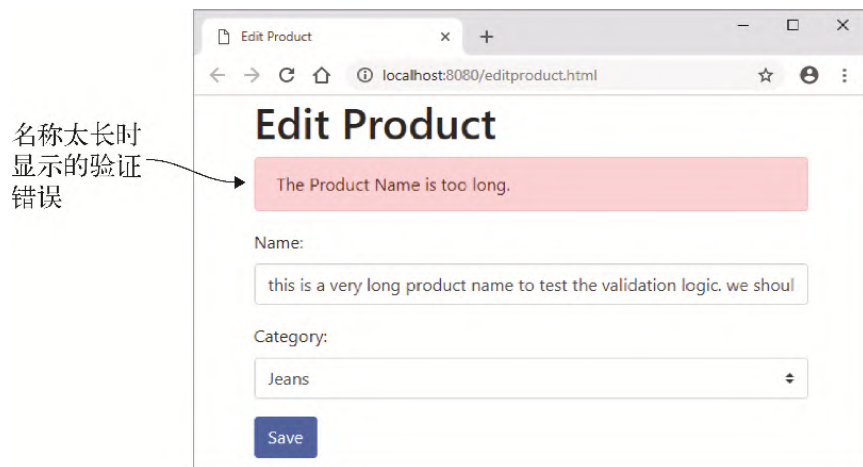 Edit Product
localhost:8080/editproduct.html
Edit Product
名称太长时
显示的验证
错误
The Product Name is too long.
Name:
this is a very long product name to test the validation logic. we shoul
Category:
Jeans
Save